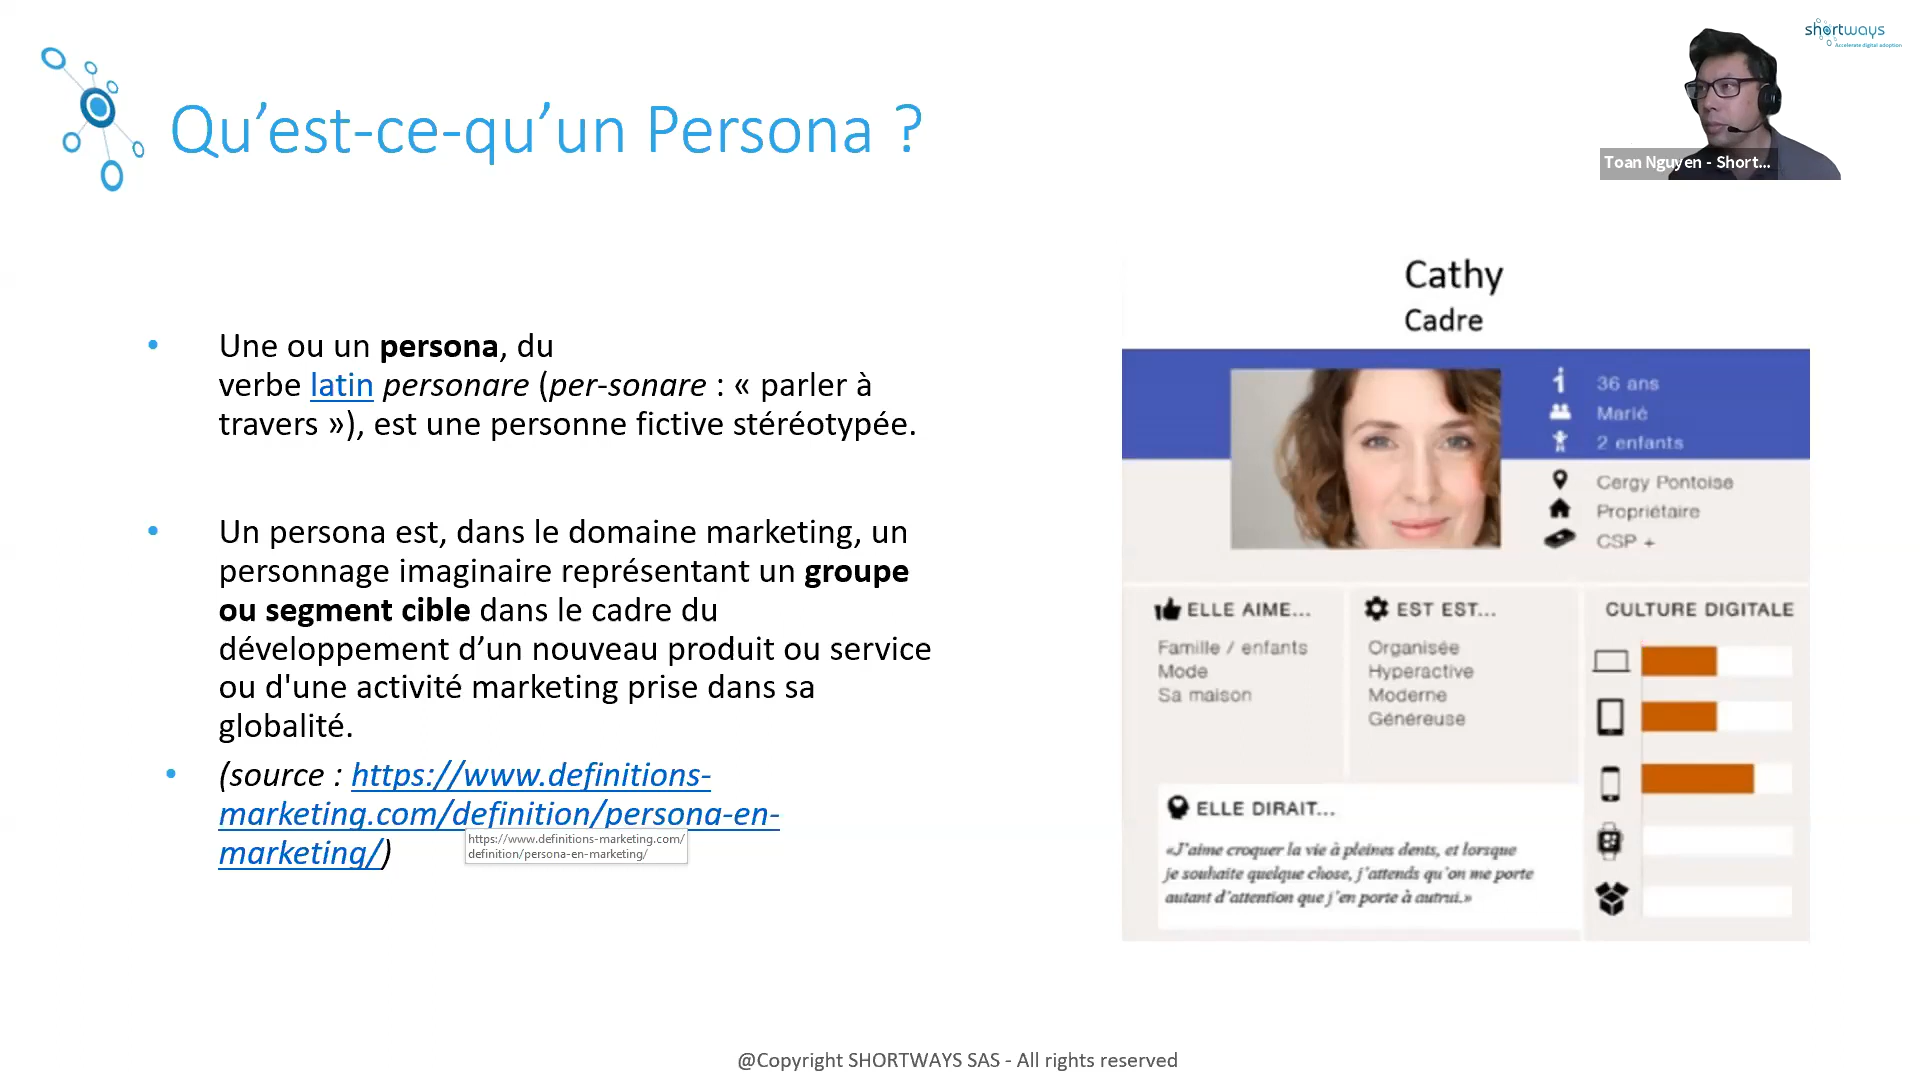 shortways
Accelerate digital adoption
Toan Nguyen - Short...
Qu’est-ce-qu’un Persona ?
• Une ou un persona, du
verbe latin personare (per-sonare : « parler à
travers »), est une personne fictive stéréotypée.
• Un persona est, dans le domaine marketing, un
personnage imaginaire représentant un groupe
ou segment cible dans le cadre du
développement d’un nouveau produit ou service
ou d'une activité marketing prise dans sa
globalité.
• (source : https://www.definitions-
marketing.com/definition/persona-en-
marketing/)
https://www.definitions-marketing.com/
definition/persona-en-marketing/
Cathy
Cadre
36 ans
Marié
2 enfants
Cergy Pontoise
Propriétaire
CSP +
ELLE AIME...
Famille / enfants
Mode
Sa maison
EST EST...
Organisée
Hyperactive
Moderne
Généreuse
CULTURE DIGITALE
ELLE DIRAIT...
«J’aime croquer la vie à pleines dents, et lorsque
je souhaite quelque chose, j’attends qu’on me porte
autant d’attention que j’en porte à autrui.»
@Copyright SHORTWAYS SAS - All rights reserved